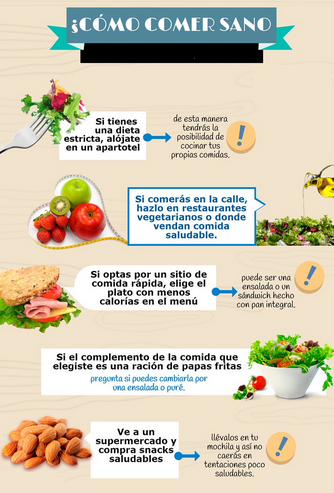 ¿CÓMO COMER SANO
Si tienes
una dieta
estricta, alójate
en un apartotel
de esta manera
tendrás la
posibilidad de
cocinar tus
propias comidas.
!
Si comerás en la calle,
hazlo en restaurantes
vegetarianos o donde
vendan comida
saludable.
Si optas por un sitio de
comida rápida, elige el
plato con menos
calorías en el menú
puede ser una
ensalada o un
sándwich hecho
con pan integral.
!
Si el complemento de la comida que
elegiste es una ración de papas fritas
pregunta si puedes cambiarla por
una ensalada o puré.
Ve a un
supermercado y
compra snacks
saludables
llévalos en tu
mochila y así no
caerás en
tentaciones poco
saludables.
!